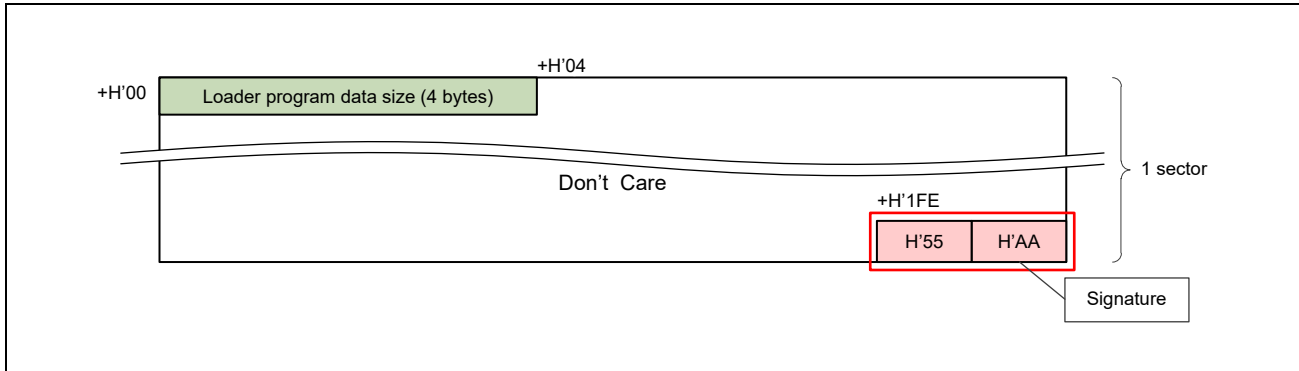 +H’04
+H’00
Loader program data size (4 bytes)
1 sector
Don’t Care
+H’1FE
H’55
H’AA
Signature